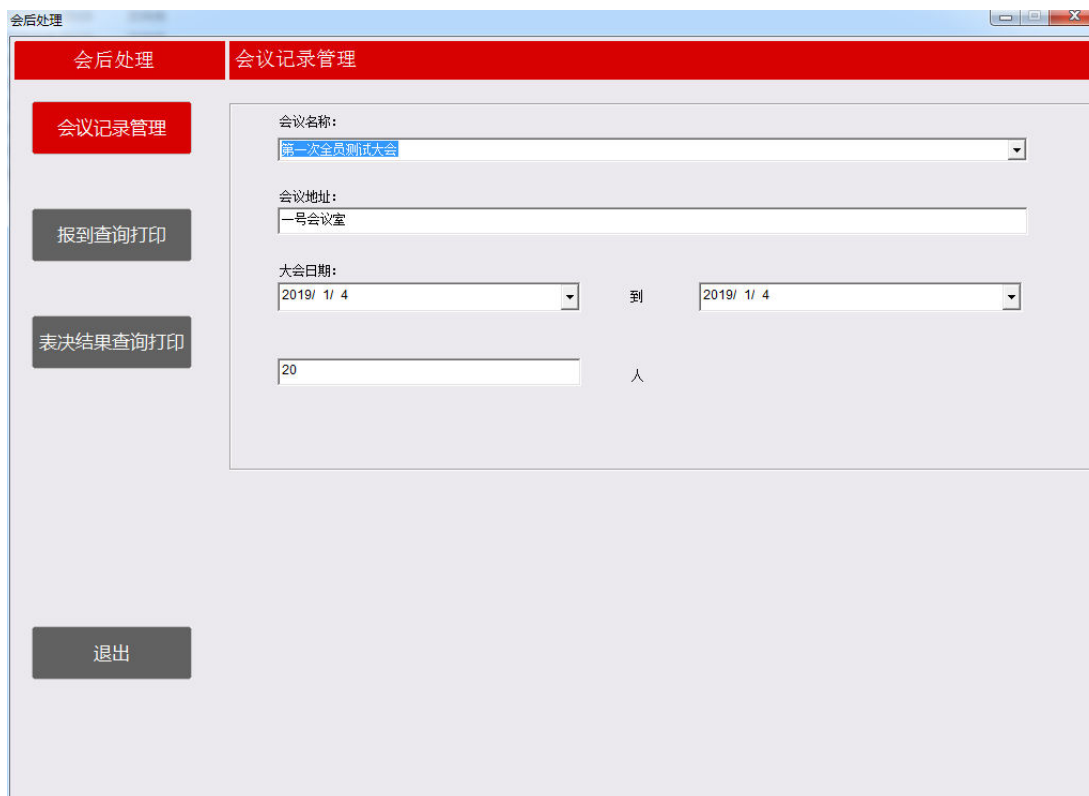 会后处理
会后处理
会议记录管理
会议记录管理
会议名称:
第一次全员测试大会
报到查询打印
会议地址:
一号会议室
大会日期:
2019/ 1/ 4
到
2019/ 1/ 4
表决结果查询打印
20
人
退出